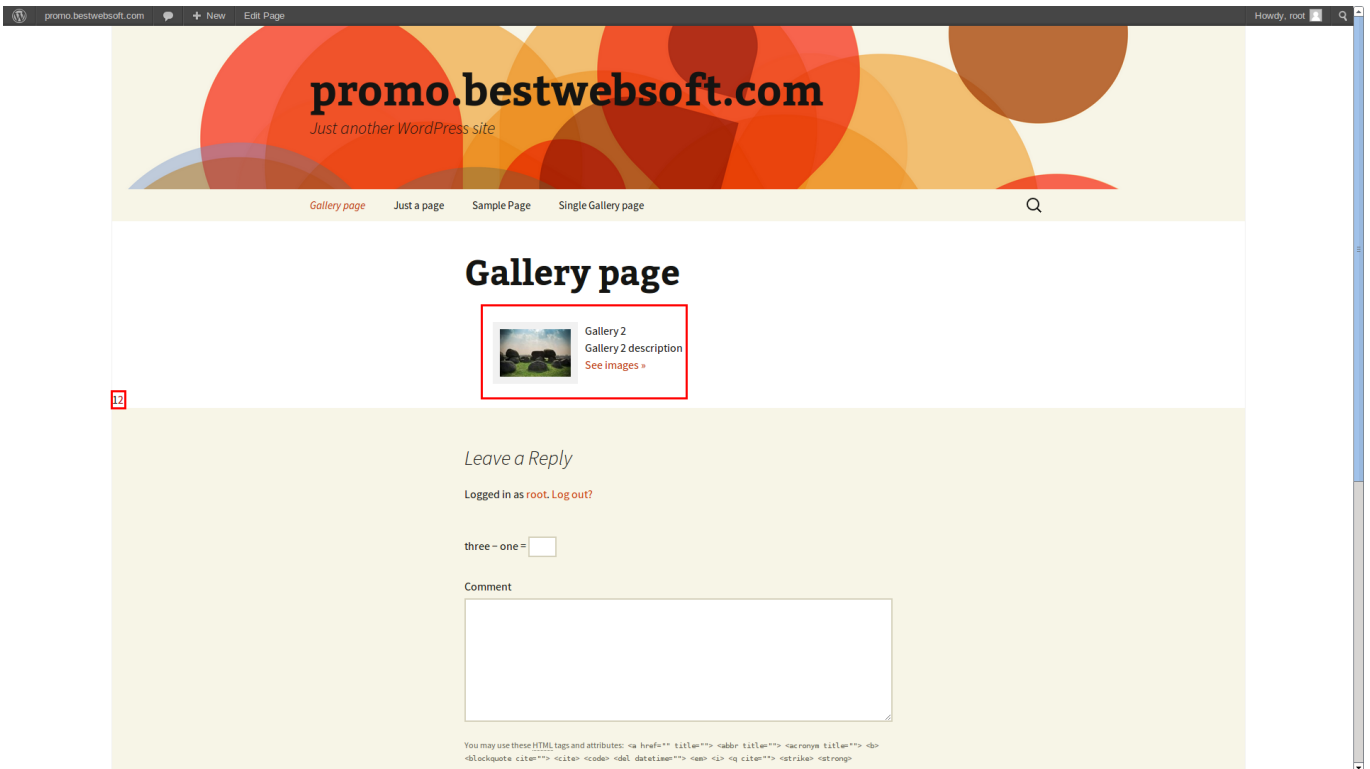 promo.bestwebsoft.com + New Edit Page Howdy, root
promo.bestwebsoft.com
Just another WordPress site
Gallery page Just a page Sample Page Single Gallery page
Gallery page
Gallery 2
Gallery 2 description
See images »
12
Leave a Reply
Logged in as root. Log out?
three − one =
Comment
You may use these HTML tags and attributes: <a href="" title=""> <abbr title=""> <acronym title=""> <b>
<blockquote cite=""> <cite> <code> <del datetime=""> <em> <i> <q cite=""> <strike> <strong>